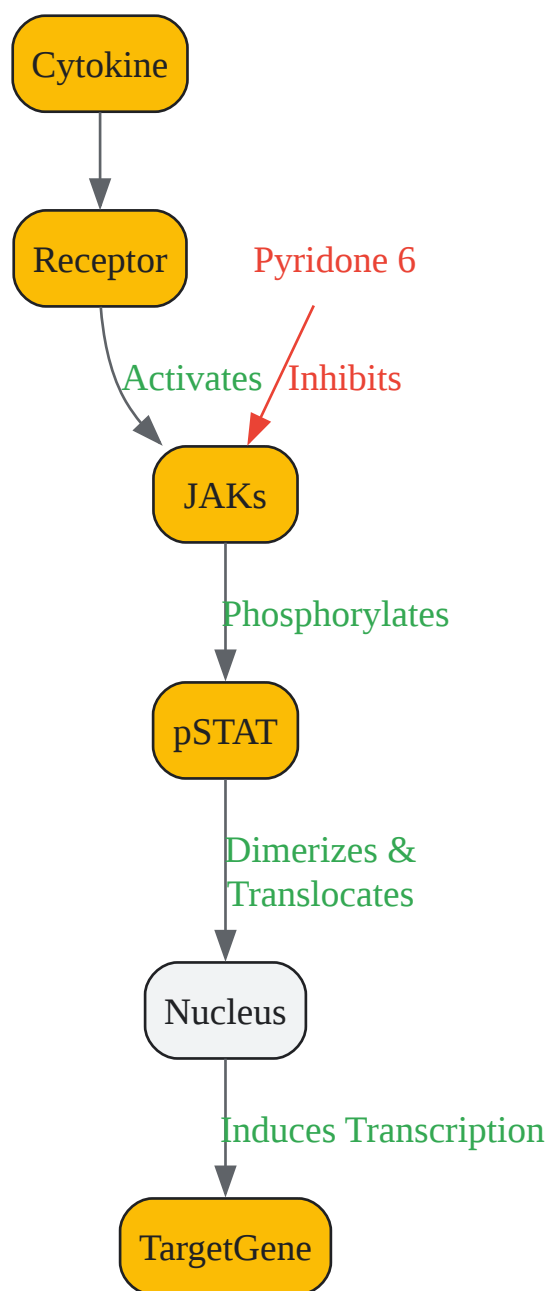 Cytokine
Receptor
Pyridone 6
Activates
Inhibits
JAKs
Phosphorylates
pSTAT
Dimerizes &
Translocates
Nucleus
Induces Transcription
TargetGene